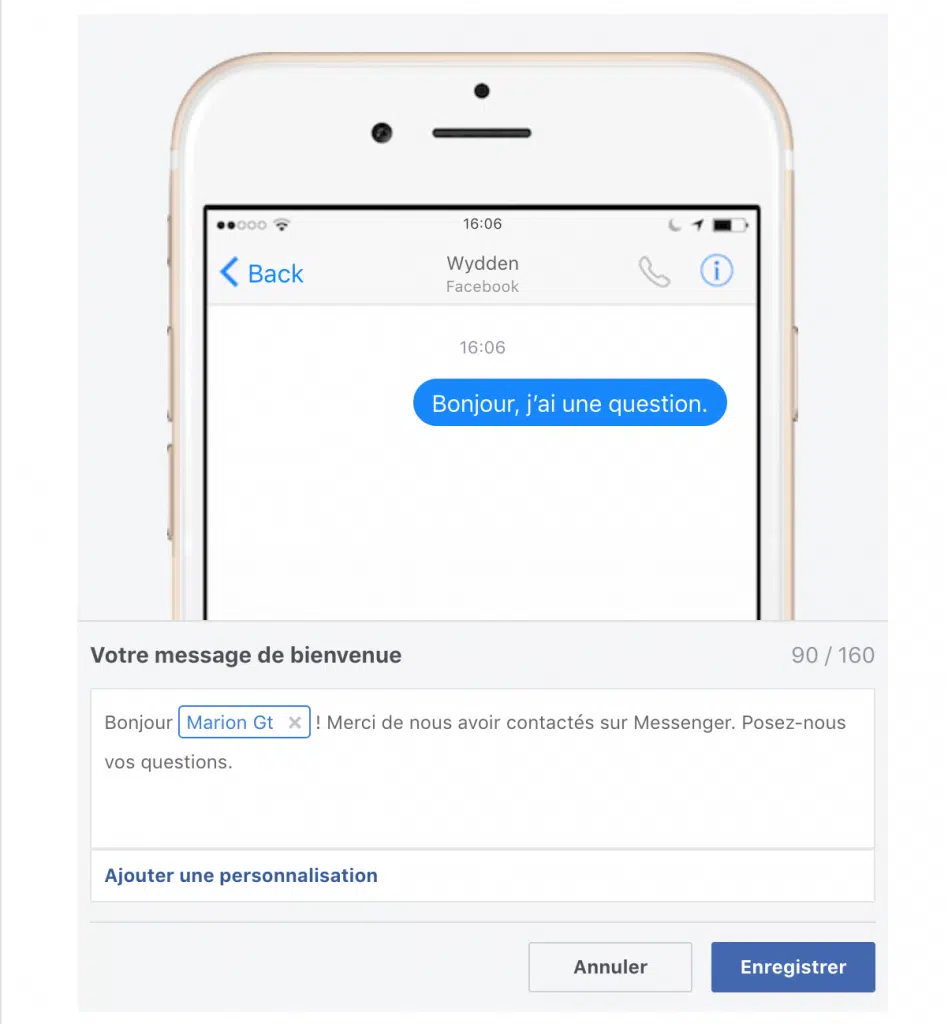 16:06
Back
Wydden
Facebook
16:06
Bonjour, j’ai une question.
Votre message de bienvenue
90 / 160
Bonjour Marion Gt × ! Merci de nous avoir contactés sur Messenger. Posez-nous
vos questions.
Ajouter une personnalisation
Annuler
Enregistrer